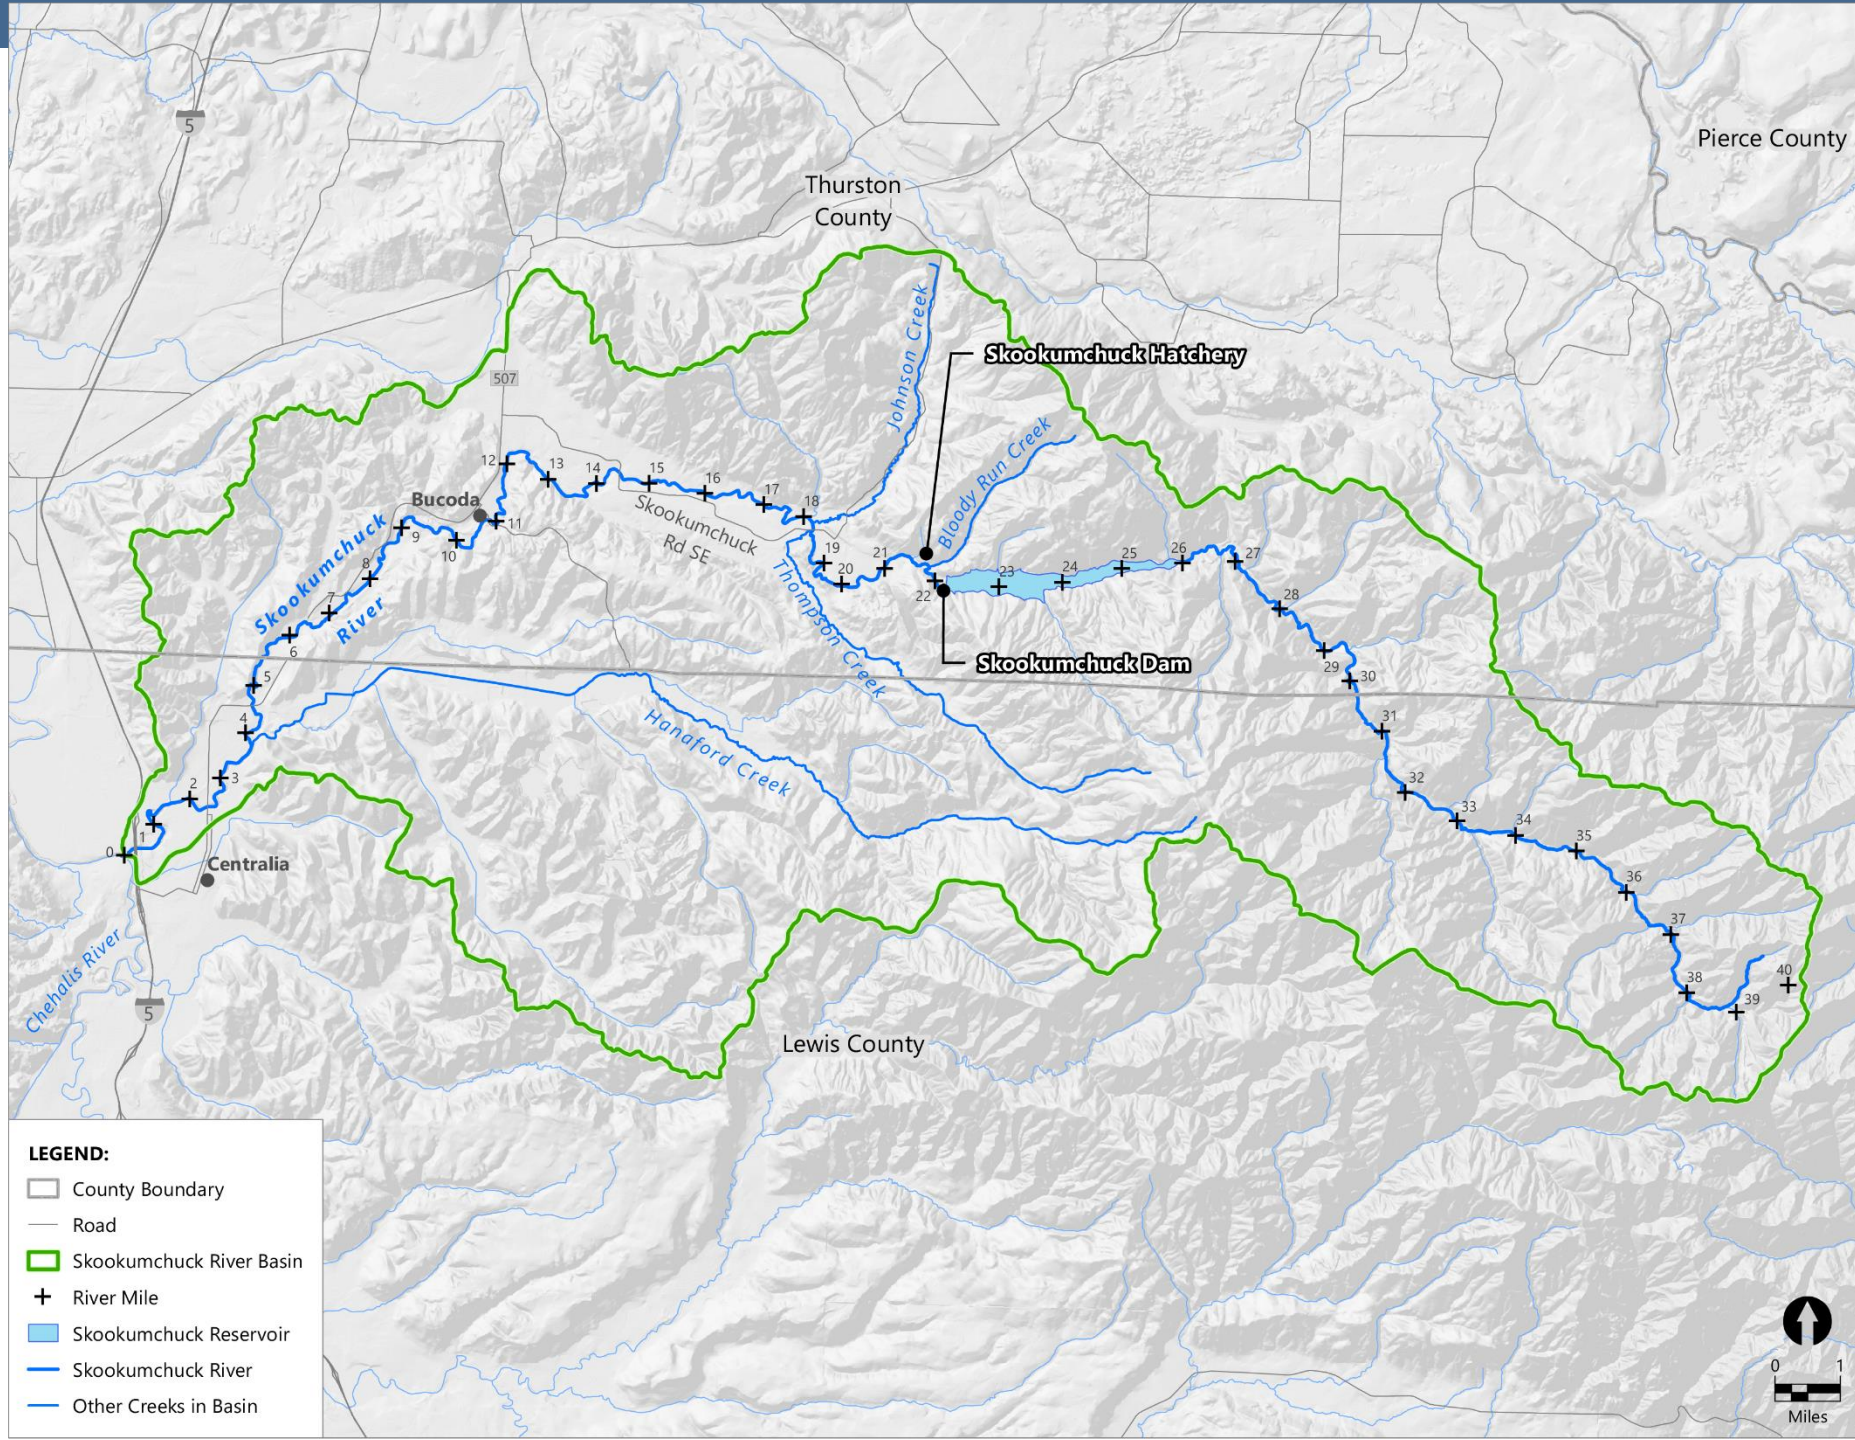 5
Pierce County
Thurston
County
Johnson Creek
Skookumchuck Hatchery
507
Bloody Run Creek
12
13
14
15
16
17
18
Bucoda
11
10
9
8
7
6
Skookumchuck
River
Skookumchuck
Rd SE
19
20
21
22
23
24
25
26
27
28
29
30
Thompson Creek
Skookumchuck Dam
5
4
3
2
1
0
Hanaford Creek
31
32
33
34
35
36
37
38
39
40
Centralia
Chehalis River
5
Lewis County
LEGEND:
County Boundary
Road
Skookumchuck River Basin
River Mile
Skookumchuck Reservoir
Skookumchuck River
Other Creeks in Basin
0 1
Miles